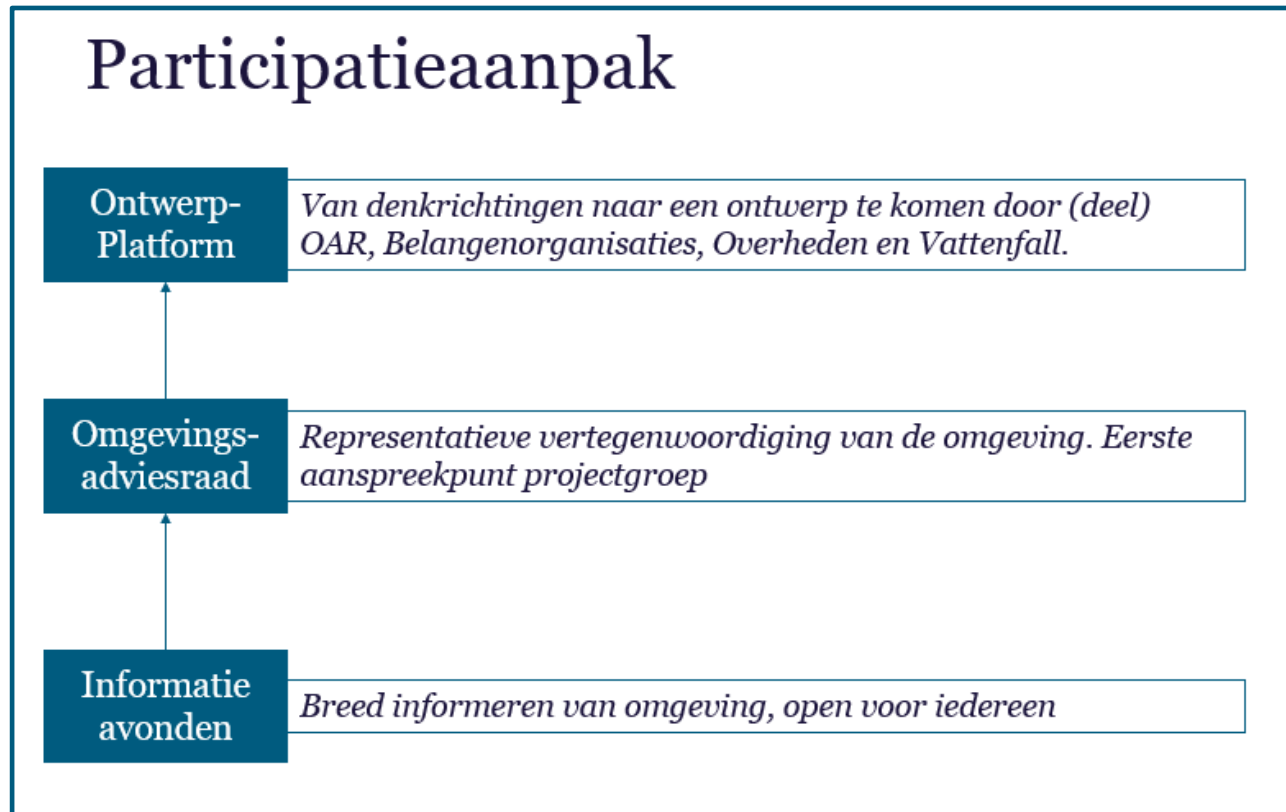 Participatieaanpak
Ontwerp-
Platform
Van denkrichtingen naar een ontwerp te komen door (deel)
OAR, Belangenorganisaties, Overheden en Vattenfall.
Omgevings-
adviesraad
Representatieve vertegenwoordiging van de omgeving. Eerste
aanspreekpunt projectgroep
Informatie
avonden
Breed informeren van omgeving, open voor iedereen